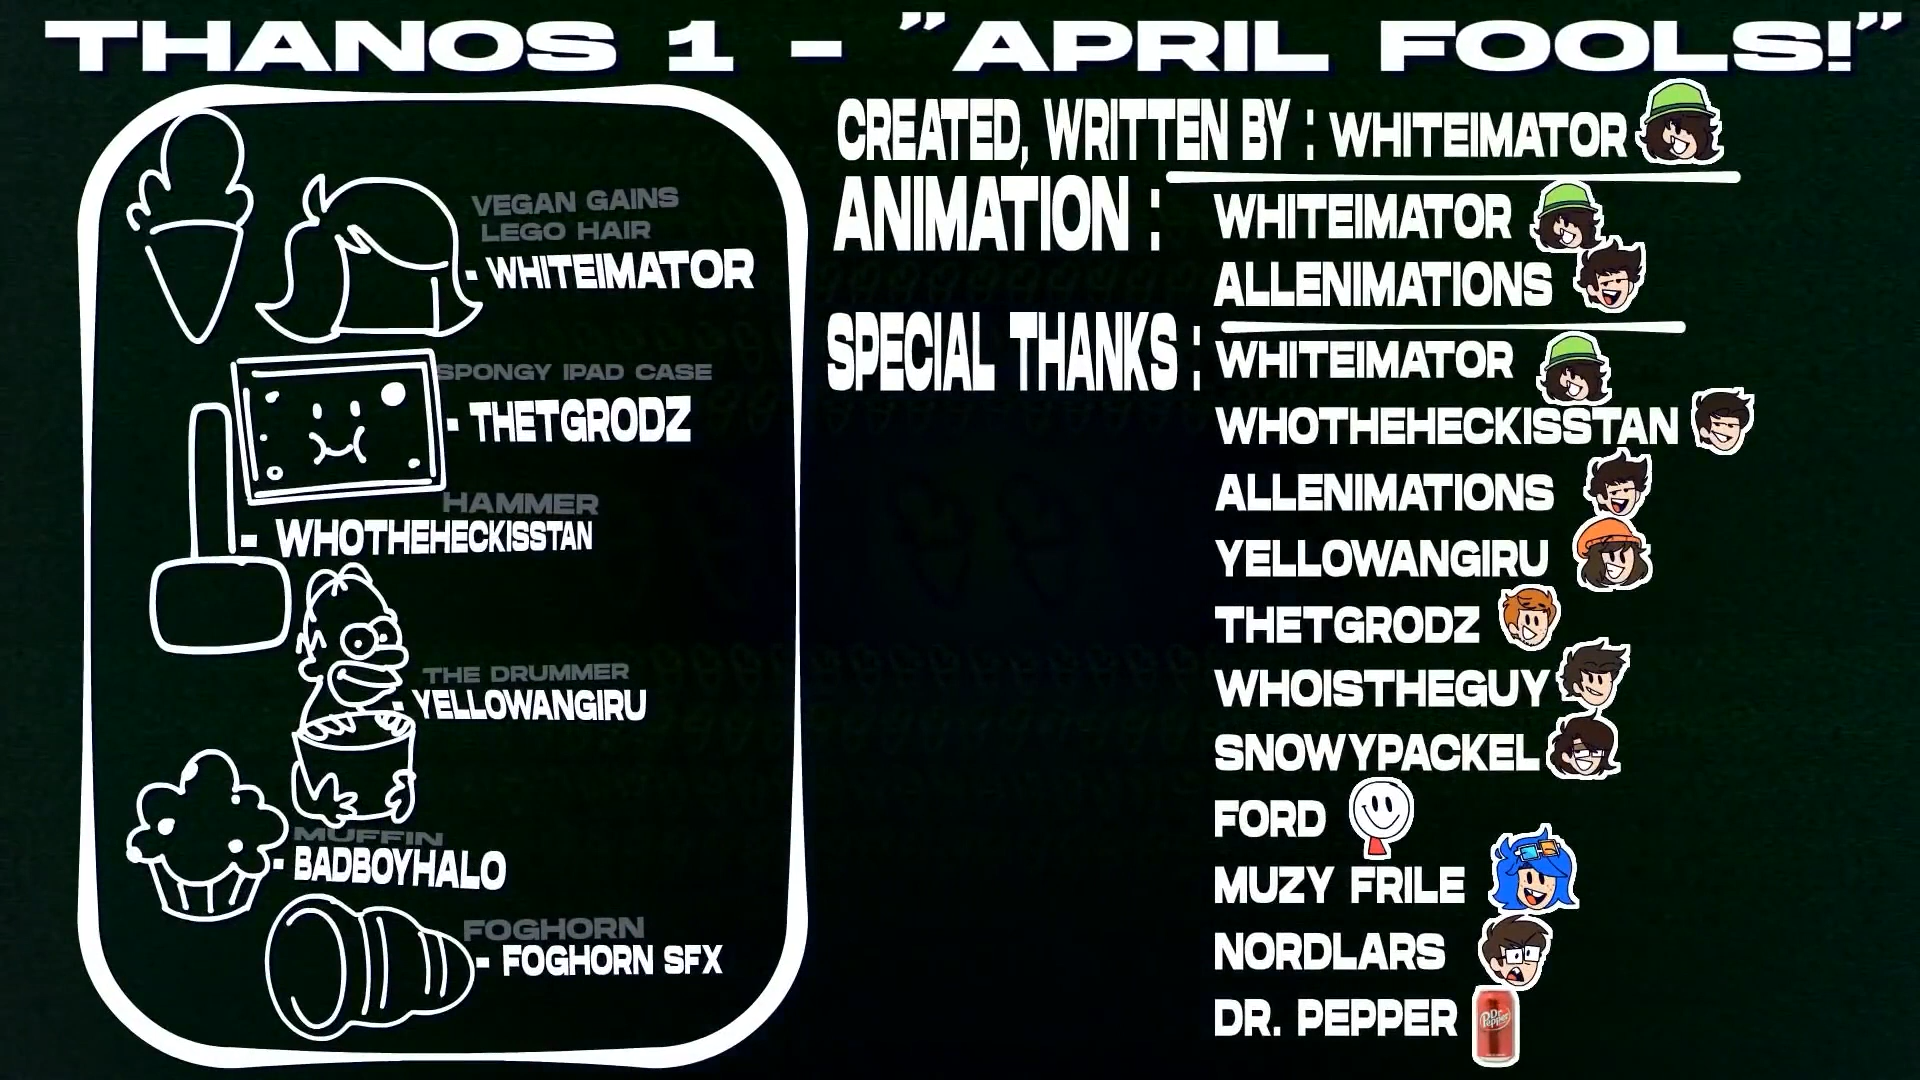 THANOS 1 - "APRIL FOOLS!"
VEGAN GAINS
LEGO HAIR
- WHITEIMATOR
SPONGY IPAD CASE
- THETGRODZ
HAMMER
- WHOTHEHECKISSTAN
THE DRUMMER
- YELLOWANGIRU
MUFFIN
- BADBOYHALO
FOGHORN
- FOGHORN SFX
CREATED, WRITTEN BY : WHITEIMATOR
ANIMATION : WHITEIMATOR
ALLENIMATIONS
SPECIAL THANKS : WHITEIMATOR
WHOTHEHECKISSTAN
ALLENIMATIONS
YELLOWANGIRU
THETGRODZ
WHOISTHEGUY
SNOWYPACKEL
FORD
MUZY FRILE
NORDLARS
DR. PEPPER
Dr Pepper